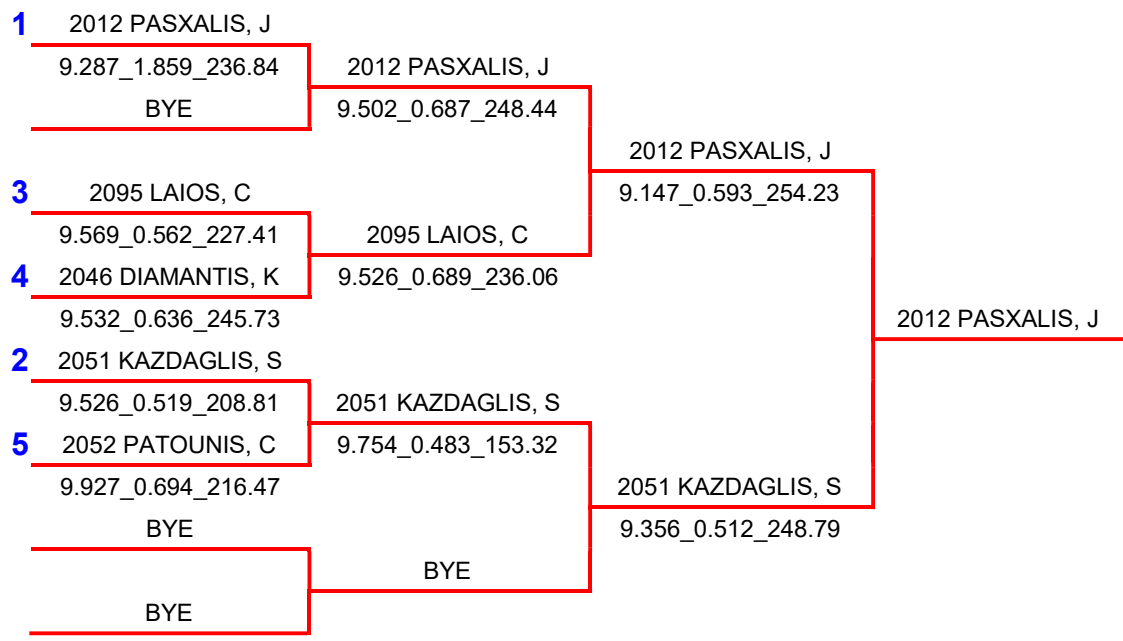 1 2012 PASXALIS, J
9.287_1.859_236.84
2012 PASXALIS, J
BYE
9.502_0.687_248.44
2012 PASXALIS, J
3 2095 LAIOS, C
9.147_0.593_254.23
9.569_0.562_227.41
2095 LAIOS, C
4 2046 DIAMANTIS, K
9.526_0.689_236.06
9.532_0.636_245.73
2012 PASXALIS, J
2 2051 KAZDAGLIS, S
9.526_0.519_208.81
2051 KAZDAGLIS, S
5 2052 PATOUNIS, C
9.754_0.483_153.32
9.927_0.694_216.47
2051 KAZDAGLIS, S
BYE
9.356_0.512_248.79
BYE
BYE